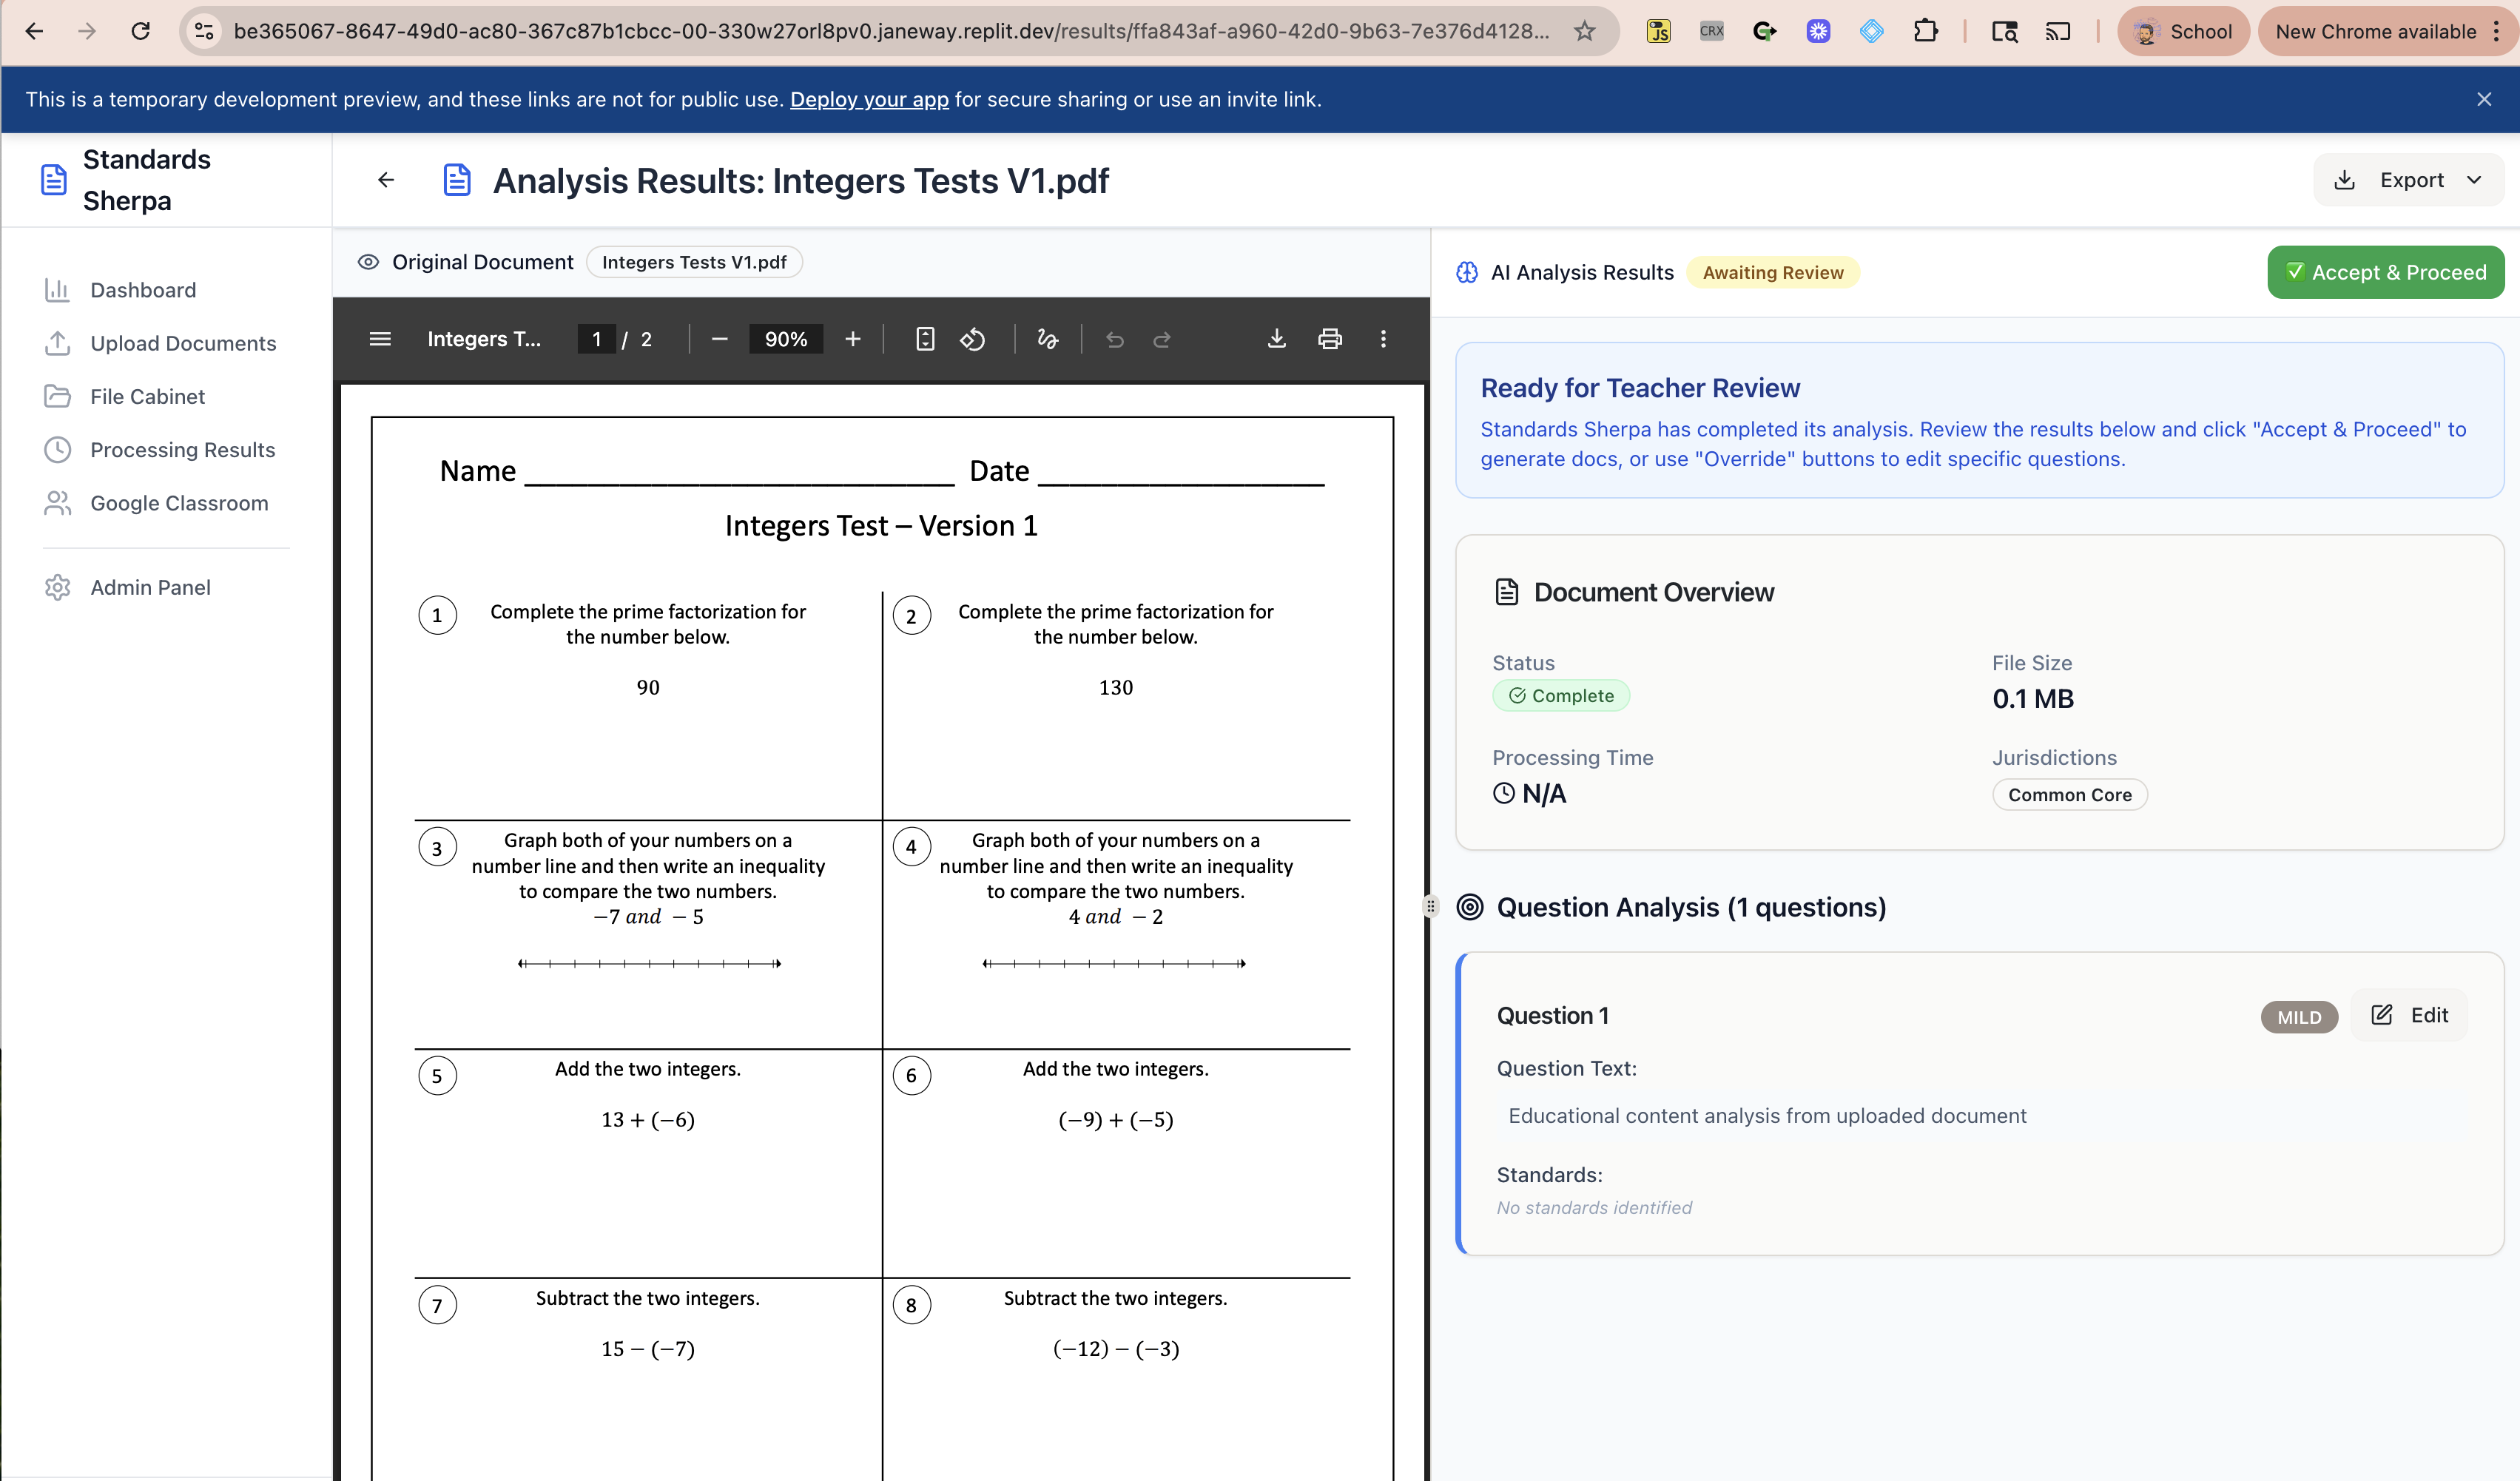 be365067-8647-49d0-ac80-367c87b1cbcc-00-330w27orl8pv0.janeway.replit.dev/results/ffa843af-a960-42d0-9b63-7e376d4128...
JS
CRX
School
New Chrome available
This is a temporary development preview, and these links are not for public use. Deploy your app for secure sharing or use an invite link.
Standards
Sherpa
Dashboard
Upload Documents
File Cabinet
Processing Results
Google Classroom
Admin Panel
Analysis Results: Integers Tests V1.pdf
Export
Original Document
Integers Tests V1.pdf
Integers T...
1 / 2
90%
Name ____________________________ Date ___________________
Integers Test – Version 1
1
Complete the prime factorization for
the number below.
90
2
Complete the prime factorization for
the number below.
130
3
Graph both of your numbers on a
number line and then write an inequality
to compare the two numbers.
−7 and − 5
4
Graph both of your numbers on a
number line and then write an inequality
to compare the two numbers.
4 and − 2
5
Add the two integers.
13 + (−6)
6
Add the two integers.
(−9) + (−5)
7
Subtract the two integers.
15 − (−7)
8
Subtract the two integers.
(−12) − (−3)
AI Analysis Results
Awaiting Review
✅ Accept & Proceed
Ready for Teacher Review
Standards Sherpa has completed its analysis. Review the results below and click "Accept & Proceed" to
generate docs, or use "Override" buttons to edit specific questions.
Document Overview
Status
Complete
File Size
0.1 MB
Processing Time
N/A
Jurisdictions
Common Core
Question Analysis (1 questions)
Question 1
MILD
Edit
Question Text:
Educational content analysis from uploaded document
Standards:
No standards identified